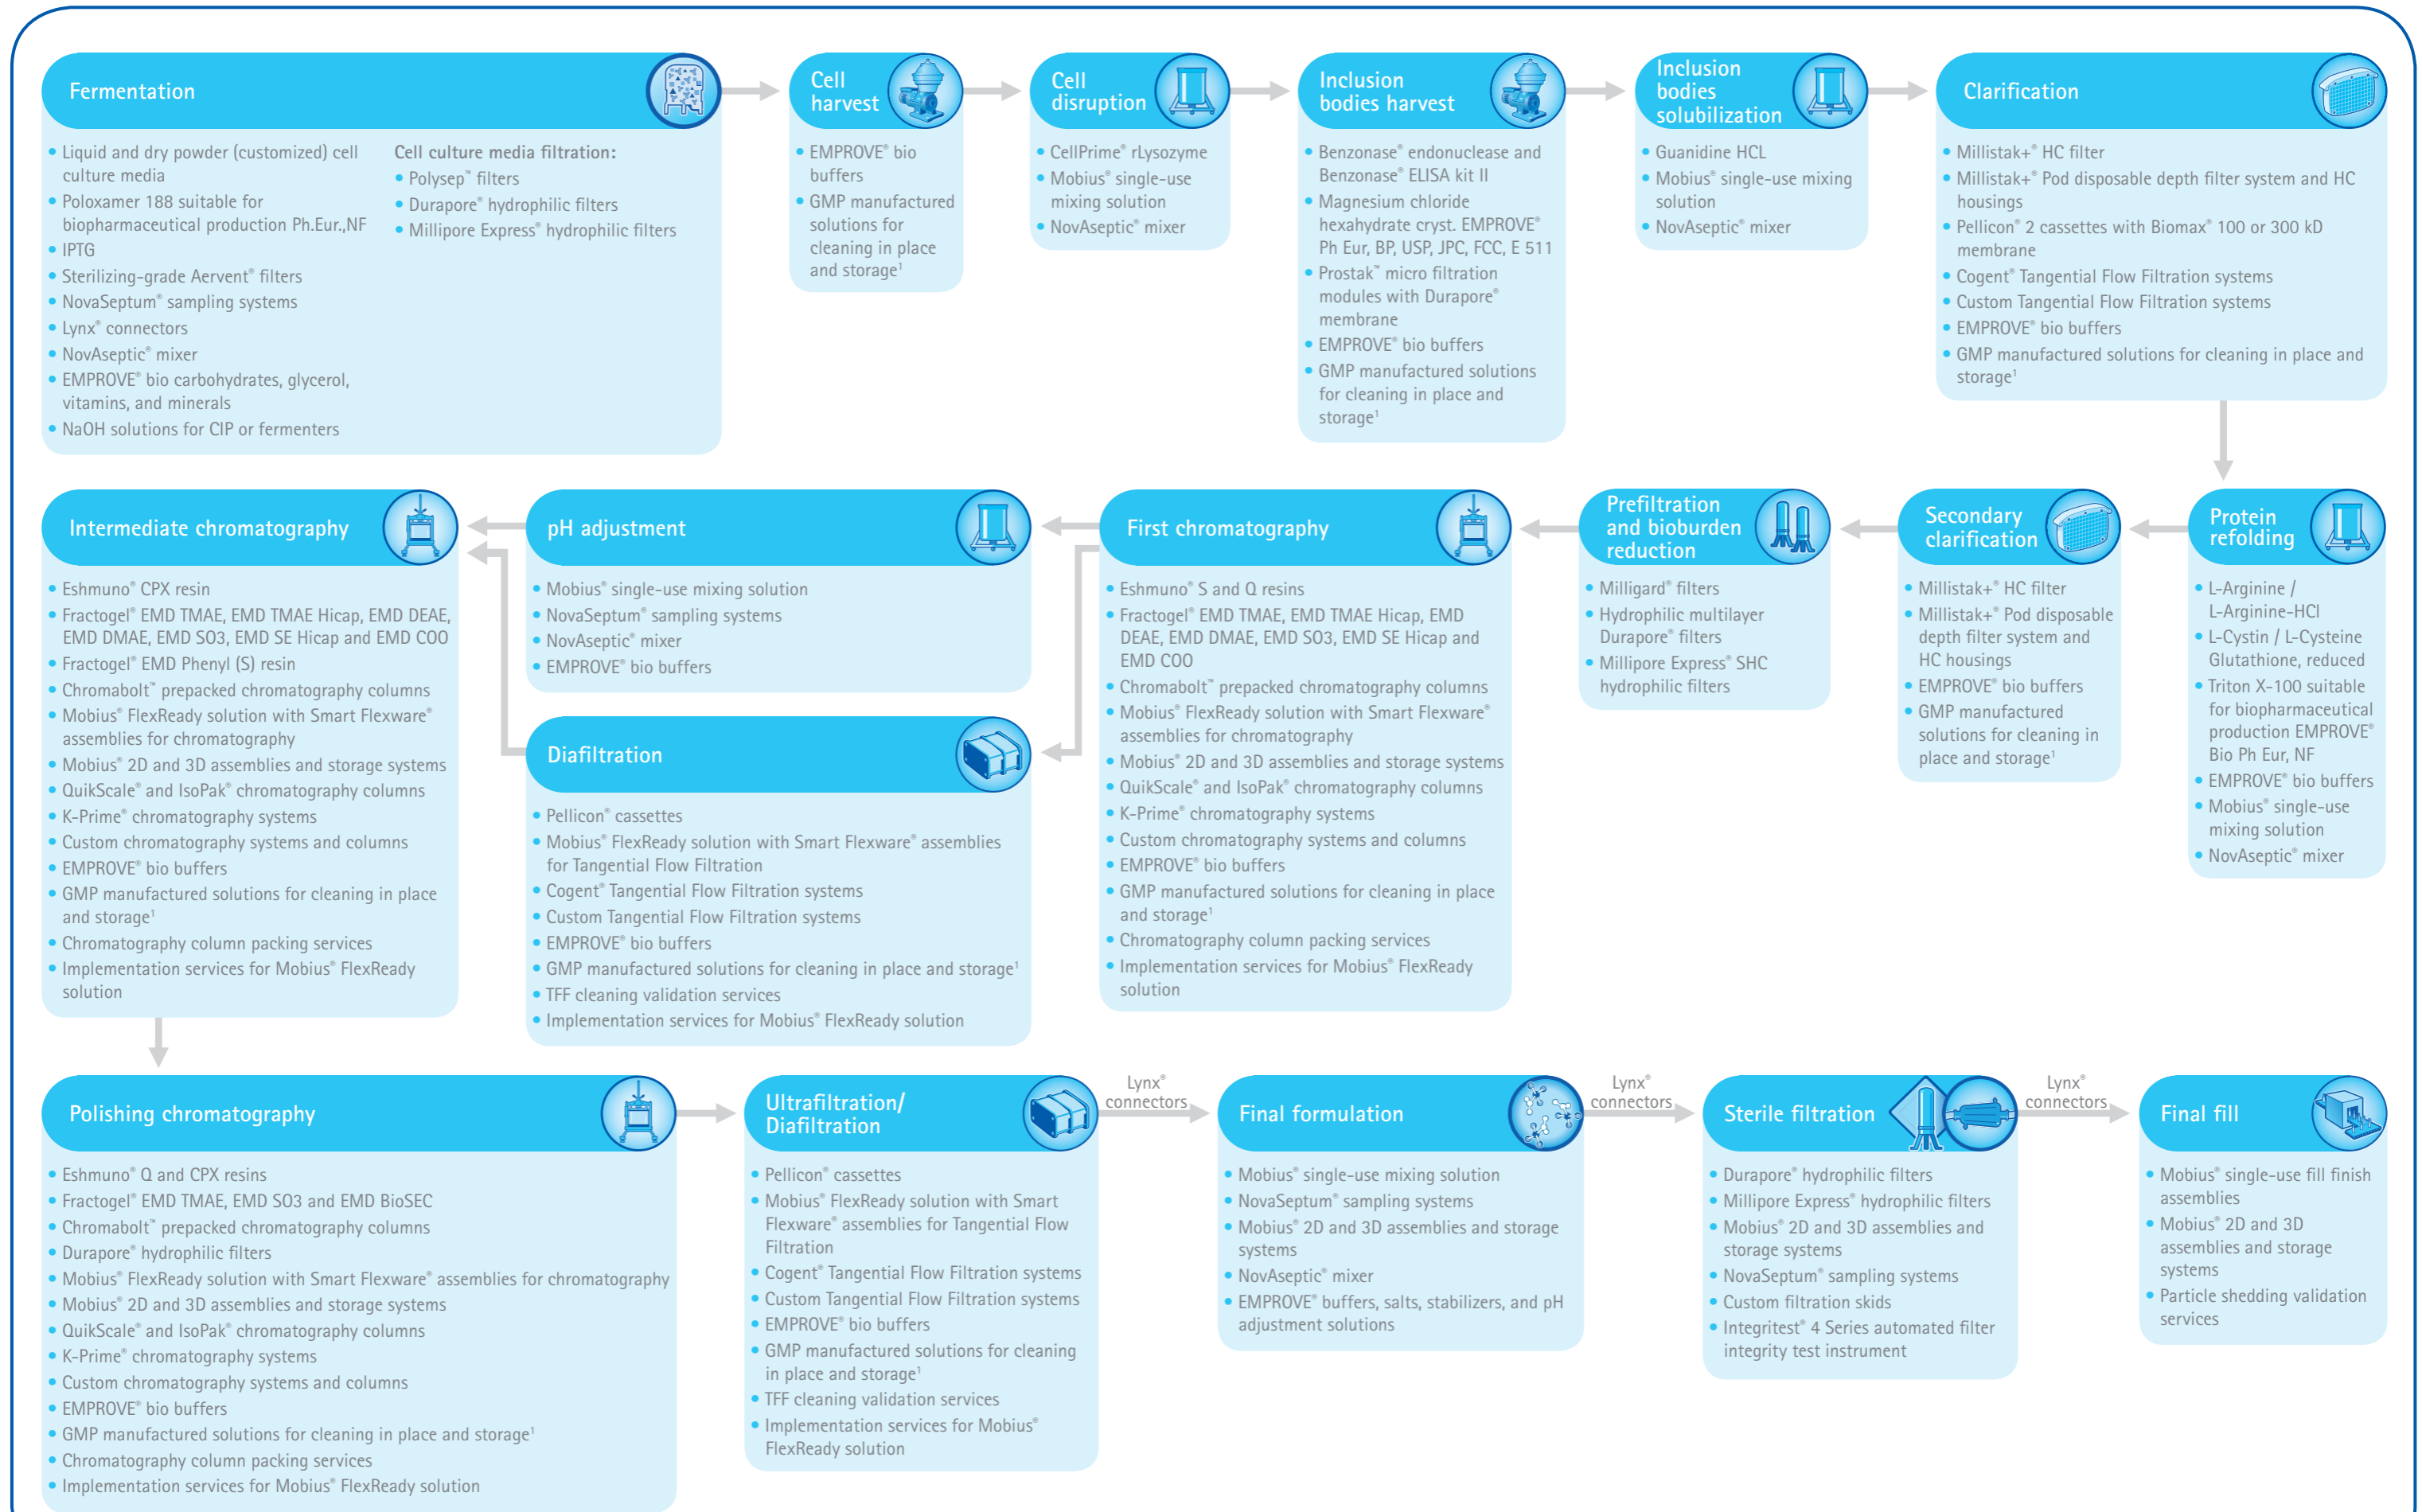 Fermentation
• Liquid and dry powder (customized) cell
culture media
• Poloxamer 188 suitable for
biopharmaceutical production Ph.Eur.,NF
• IPTG
• Sterilizing-grade Aervent® filters
• NovaSeptum® sampling systems
• Lynx® connectors
• NovAseptic® mixer
• EMPROVE® bio carbohydrates, glycerol,
vitamins, and minerals
• NaOH solutions for CIP or fermenters
Cell culture media filtration:
• Polysep™ filters
• Durapore® hydrophilic filters
• Millipore Express® hydrophilic filters
Cell
harvest
• EMPROVE® bio
buffers
• GMP manufactured
solutions for
cleaning in place
and storage¹
Cell
disruption
• CellPrime® rLysozyme
• Mobius® single-use
mixing solution
• NovAseptic® mixer
Inclusion
bodies harvest
• Benzonase® endonuclease and
Benzonase® ELISA kit II
• Magnesium chloride
hexahydrate cryst. EMPROVE®
Ph Eur, BP, USP, JPC, FCC, E 511
• Prostak™ micro filtration
modules with Durapore®
membrane
• EMPROVE® bio buffers
• GMP manufactured solutions
for cleaning in place and
storage¹
Inclusion
bodies
solubilization
• Guanidine HCL
• Mobius® single-use mixing
solution
• NovAseptic® mixer
Clarification
• Millistak+® HC filter
• Millistak+® Pod disposable depth filter system and HC
housings
• Pellicon® 2 cassettes with Biomax® 100 or 300 kD
membrane
• Cogent® Tangential Flow Filtration systems
• Custom Tangential Flow Filtration systems
• EMPROVE® bio buffers
• GMP manufactured solutions for cleaning in place and
storage¹
Protein
refolding
• L-Arginine /
L-Arginine-HCl
• L-Cystin / L-Cysteine
Glutathione, reduced
• Triton X-100 suitable
for biopharmaceutical
production EMPROVE®
Bio Ph Eur, NF
• EMPROVE® bio buffers
• Mobius® single-use
mixing solution
• NovAseptic® mixer
Secondary
clarification
• Millistak+® HC filter
• Millistak+® Pod disposable
depth filter system and
HC housings
• EMPROVE® bio buffers
• GMP manufactured
solutions for cleaning in
place and storage¹
Prefiltration
and bioburden
reduction
• Milligard® filters
• Hydrophilic multilayer
Durapore® filters
• Millipore Express® SHC
hydrophilic filters
First chromatography
• Eshmuno® S and Q resins
• Fractogel® EMD TMAE, EMD TMAE Hicap, EMD
DEAE, EMD DMAE, EMD SO3, EMD SE Hicap and
EMD COO
• Chromabolt™ prepacked chromatography columns
• Mobius® FlexReady solution with Smart Flexware®
assemblies for chromatography
• Mobius® 2D and 3D assemblies and storage systems
• QuikScale® and IsoPak® chromatography columns
• K-Prime® chromatography systems
• Custom chromatography systems and columns
• EMPROVE® bio buffers
• GMP manufactured solutions for cleaning in place
and storage¹
• Chromatography column packing services
• Implementation services for Mobius® FlexReady
solution
pH adjustment
• Mobius® single-use mixing solution
• NovaSeptum® sampling systems
• NovAseptic® mixer
• EMPROVE® bio buffers
Diafiltration
• Pellicon® cassettes
• Mobius® FlexReady solution with Smart Flexware® assemblies
for Tangential Flow Filtration
• Cogent® Tangential Flow Filtration systems
• Custom Tangential Flow Filtration systems
• EMPROVE® bio buffers
• GMP manufactured solutions for cleaning in place and storage¹
• TFF cleaning validation services
• Implementation services for Mobius® FlexReady solution
Intermediate chromatography
• Eshmuno® CPX resin
• Fractogel® EMD TMAE, EMD TMAE Hicap, EMD DEAE,
EMD DMAE, EMD SO3, EMD SE Hicap and EMD COO
• Fractogel® EMD Phenyl (S) resin
• Chromabolt™ prepacked chromatography columns
• Mobius® FlexReady solution with Smart Flexware®
assemblies for chromatography
• Mobius® 2D and 3D assemblies and storage systems
• QuikScale® and IsoPak® chromatography columns
• K-Prime® chromatography systems
• Custom chromatography systems and columns
• EMPROVE® bio buffers
• GMP manufactured solutions for cleaning in place
and storage¹
• Chromatography column packing services
• Implementation services for Mobius® FlexReady
solution
Polishing chromatography
• Eshmuno® Q and CPX resins
• Fractogel® EMD TMAE, EMD SO3 and EMD BioSEC
• Chromabolt™ prepacked chromatography columns
• Durapore® hydrophilic filters
• Mobius® FlexReady solution with Smart Flexware® assemblies for chromatography
• Mobius® 2D and 3D assemblies and storage systems
• QuikScale® and IsoPak® chromatography columns
• K-Prime® chromatography systems
• Custom chromatography systems and columns
• EMPROVE® bio buffers
• GMP manufactured solutions for cleaning in place and storage¹
• Chromatography column packing services
• Implementation services for Mobius® FlexReady solution
Ultrafiltration/
Diafiltration
• Pellicon® cassettes
• Mobius® FlexReady solution with Smart
Flexware® assemblies for Tangential Flow
Filtration
• Cogent® Tangential Flow Filtration systems
• Custom Tangential Flow Filtration systems
• EMPROVE® bio buffers
• GMP manufactured solutions for cleaning
in place and storage¹
• TFF cleaning validation services
• Implementation services for Mobius®
FlexReady solution
Lynx®
connectors
Final formulation
• Mobius® single-use mixing solution
• NovaSeptum® sampling systems
• Mobius® 2D and 3D assemblies and storage
systems
• NovAseptic® mixer
• EMPROVE® buffers, salts, stabilizers, and pH
adjustment solutions
Lynx®
connectors
Sterile filtration
• Durapore® hydrophilic filters
• Millipore Express® hydrophilic filters
• Mobius® 2D and 3D assemblies and
storage systems
• NovaSeptum® sampling systems
• Custom filtration skids
• Integritest® 4 Series automated filter
integrity test instrument
Lynx®
connectors
Final fill
• Mobius® single-use fill finish
assemblies
• Mobius® 2D and 3D
assemblies and storage
systems
• Particle shedding validation
services